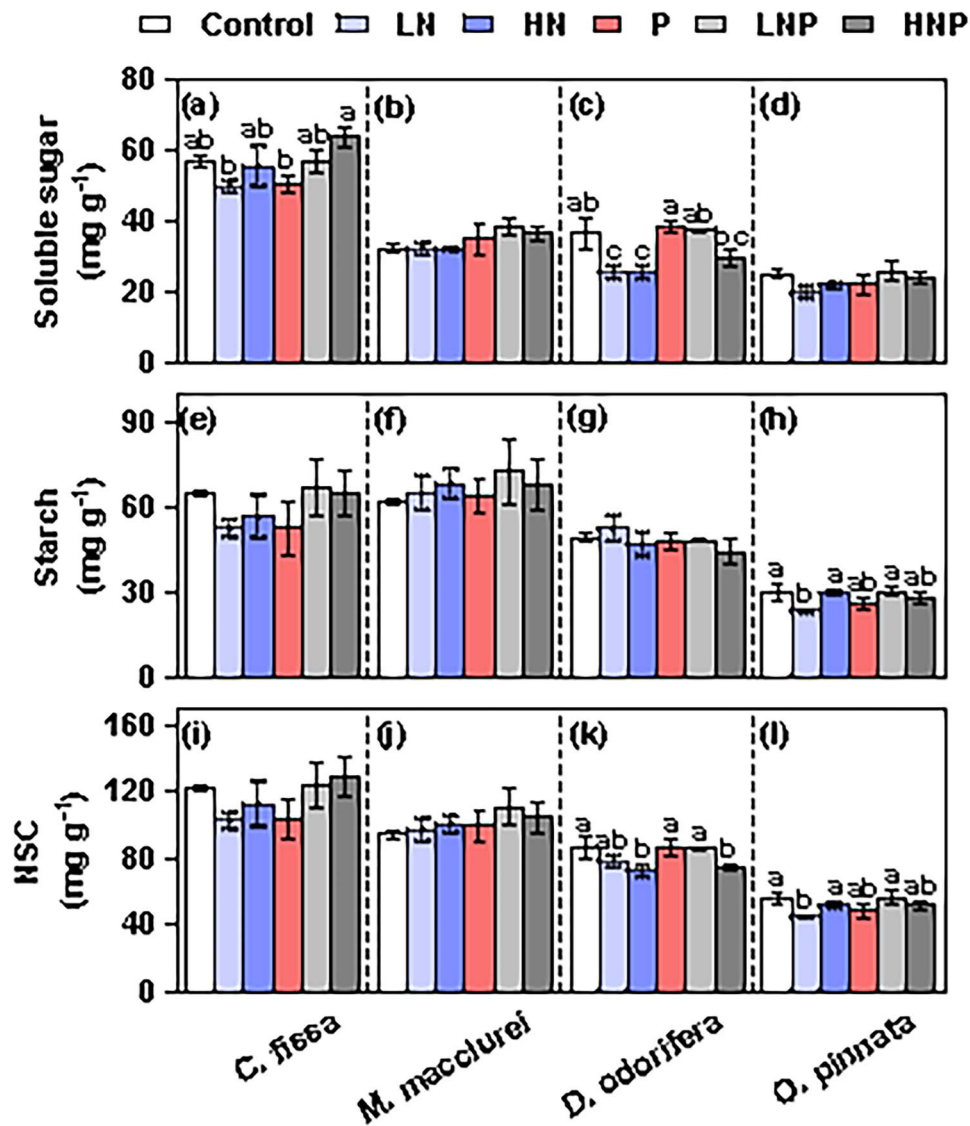 Control LN HN P LNP HNP
80 (a) (b) (c) (d)
ab b ab b ab a
ab c c a ab bc
60
40
20
0
Soluble sugar
(mg g⁻¹)
90 (e) (f) (g) (h)
60
30
a b a ab a ab
0
Starch
(mg g⁻¹)
160 (i) (j) (k) (l)
120
80
a ab b a a b
a b a ab a ab
40
0
NSC
(mg g⁻¹)
C. fissa M. macclurei D. odorifera O. pinnata